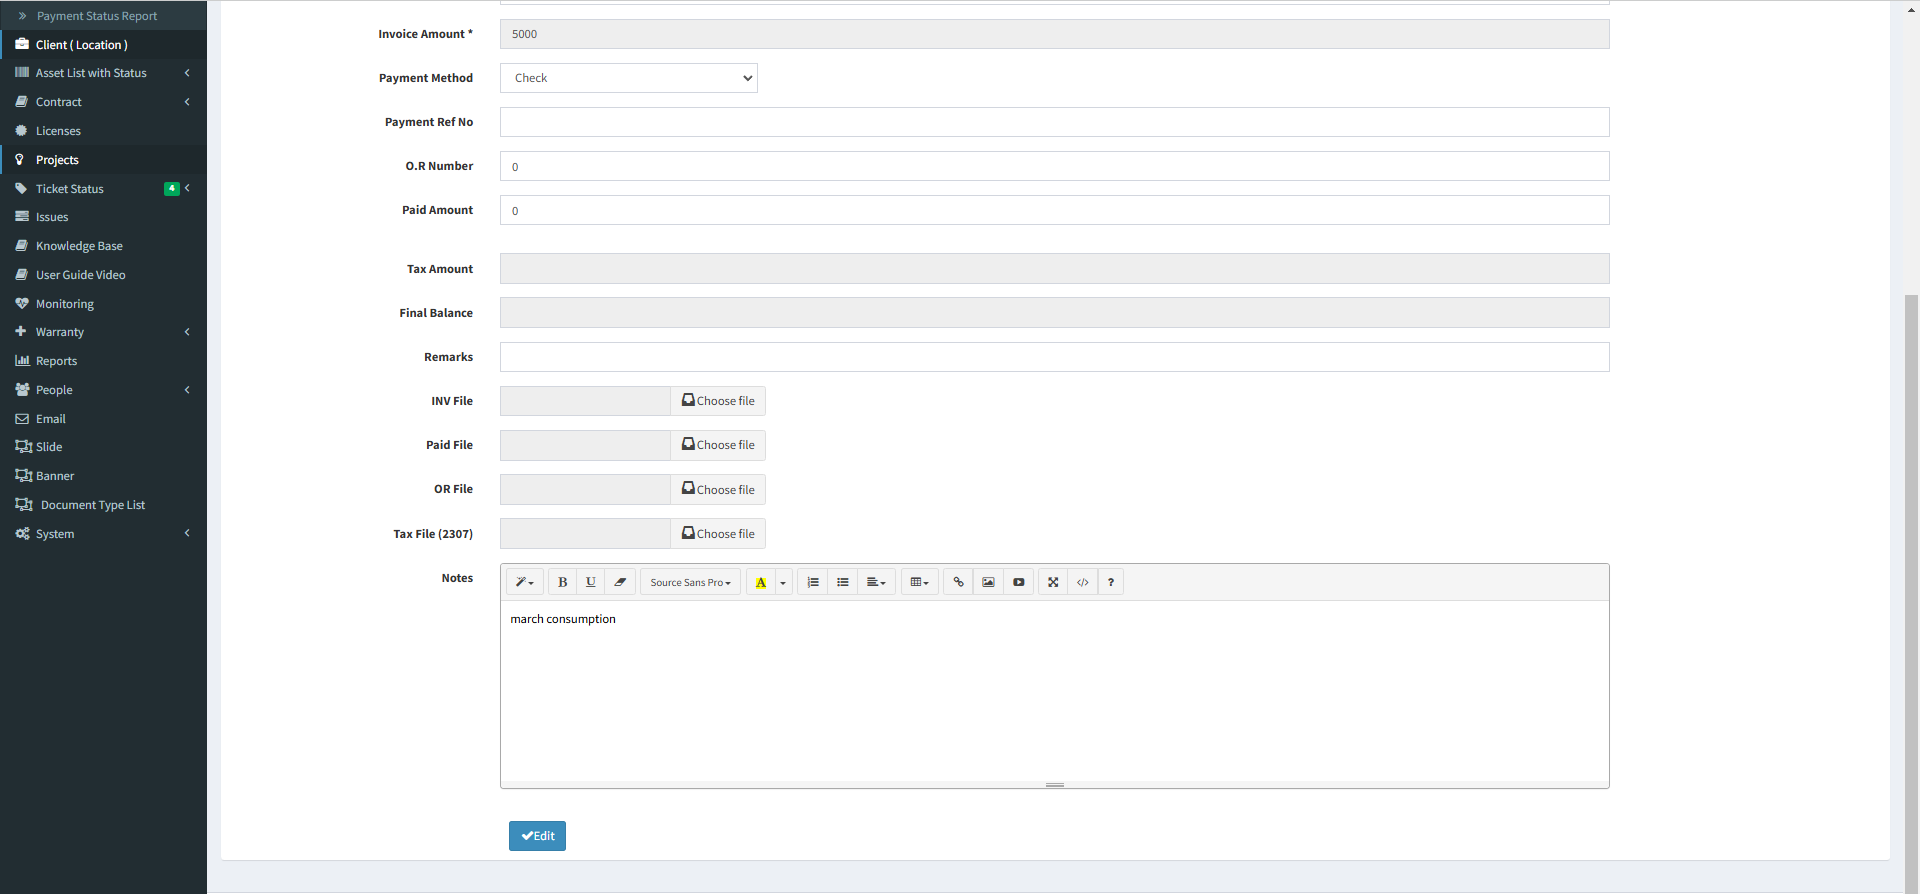 Payment Status Report
Client ( Location )
Asset List with Status
Contract
Licenses
Projects
Ticket Status 4
Issues
Knowledge Base
User Guide Video
Monitoring
Warranty
Reports
People
Email
Slide
Banner
Document Type List
System
Invoice Amount * 5000
Payment Method Check
Payment Ref No
O.R Number 0
Paid Amount 0
Tax Amount
Final Balance
Remarks
INV File Choose file
Paid File Choose file
OR File Choose file
Tax File (2307) Choose file
Notes
B U Source Sans Pro A </> ?
march consumption
Edit